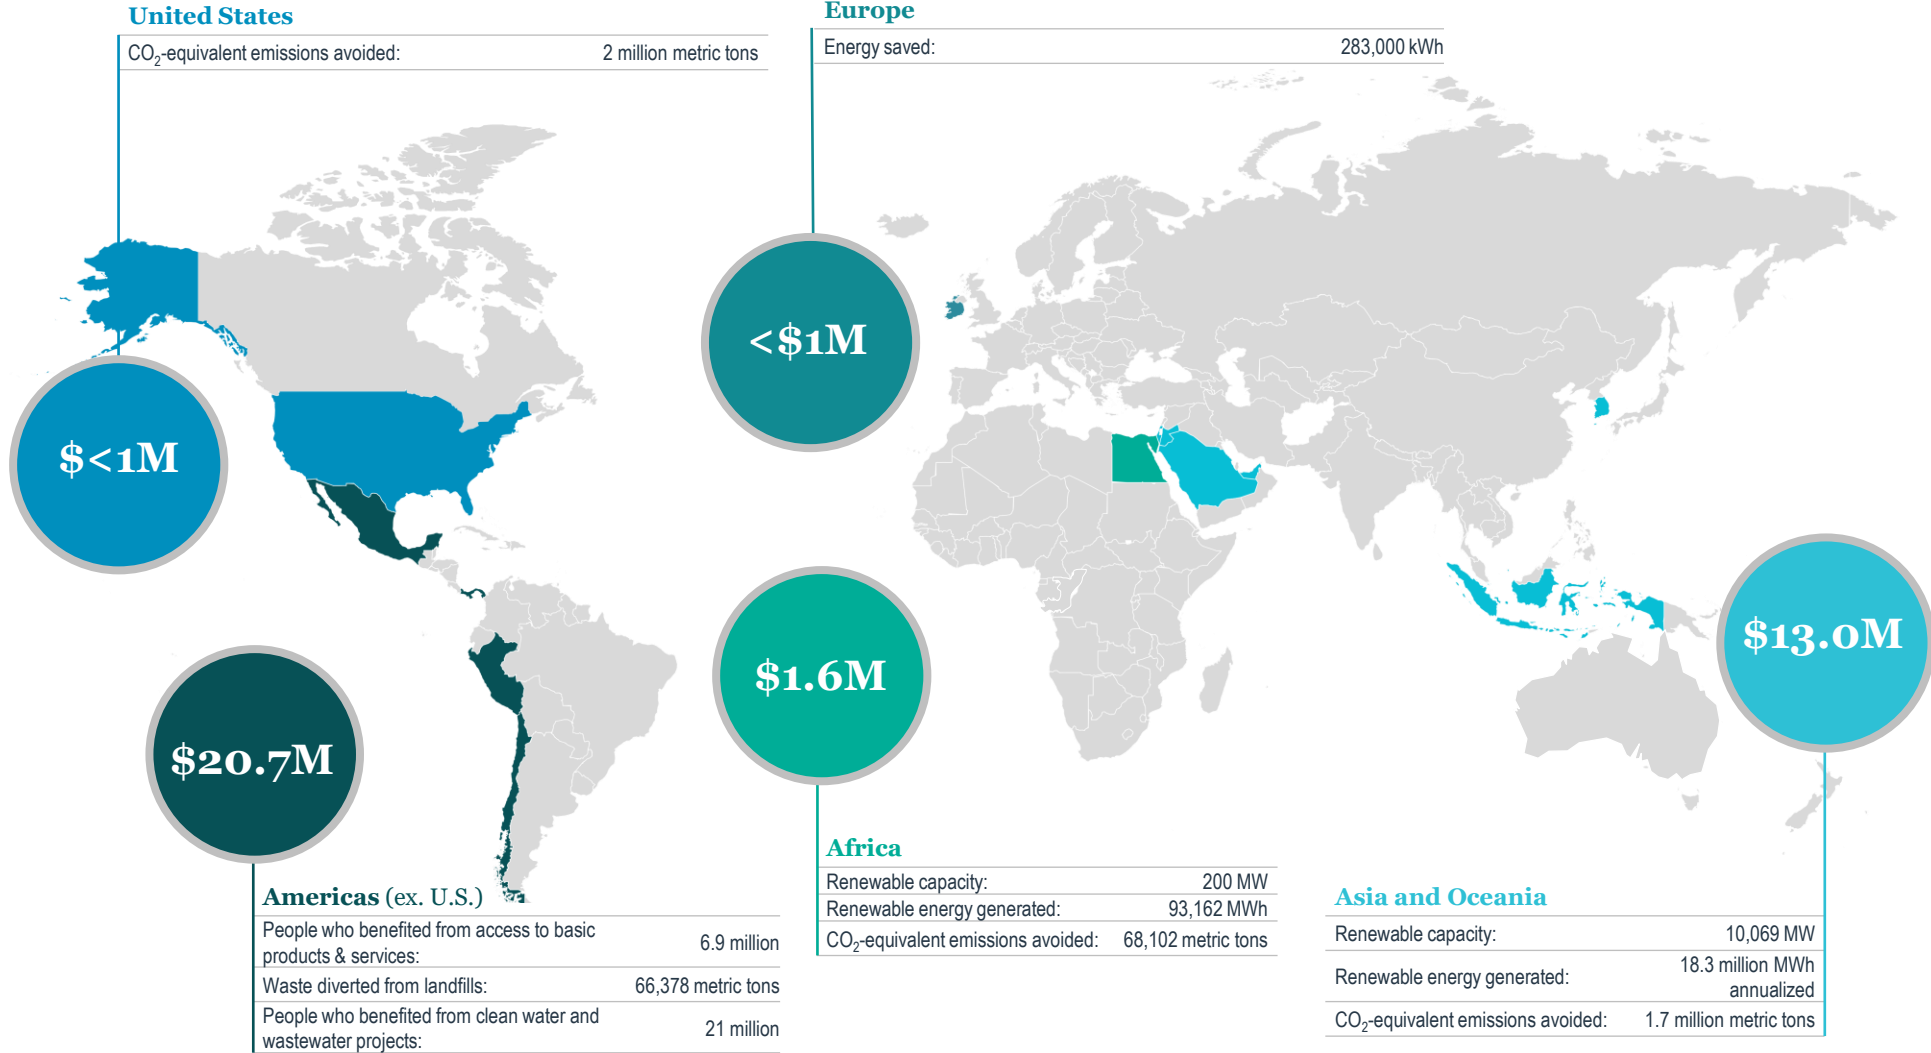 United States
CO₂-equivalent emissions avoided: 2 million metric tons
Europe
Energy saved: 283,000 kWh
<$1M
$<1M
$1.6M
$13.0M
$20.7M
Americas (ex. U.S.)
People who benefited from access to basic
products & services: 6.9 million
Waste diverted from landfills: 66,378 metric tons
People who benefited from clean water and
wastewater projects: 21 million
Africa
Renewable capacity: 200 MW
Renewable energy generated: 93,162 MWh
CO₂-equivalent emissions avoided: 68,102 metric tons
Asia and Oceania
Renewable capacity: 10,069 MW
Renewable energy generated: 18.3 million MWh
annualized
CO₂-equivalent emissions avoided: 1.7 million metric tons